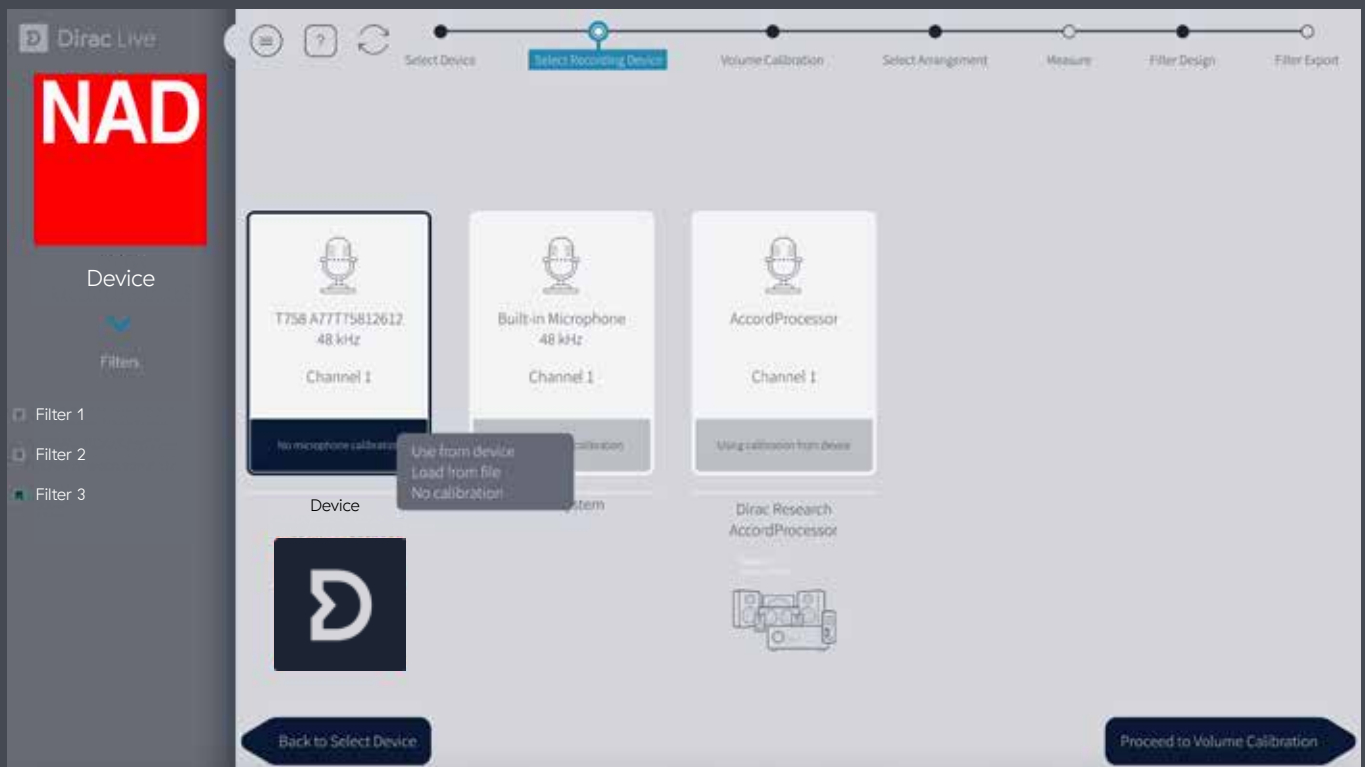 Dirac Live
NAD
Device
Filters
Filter 1
Filter 2
Filter 3
?
Select Device
Select Recording Device
Volume Calibration
Select Arrangement
Measure
Filter Design
Filter Export
T758 A77T75812612
48 kHz
Channel 1
No microphone calibration
Device
Built-in Microphone
48 kHz
Channel 1
calibration
Use from device
Load from file
No calibration
AccordProcessor
Channel 1
Using calibration from device
Dirac Research
AccordProcessor
Back to Select Device
Proceed to Volume Calibration